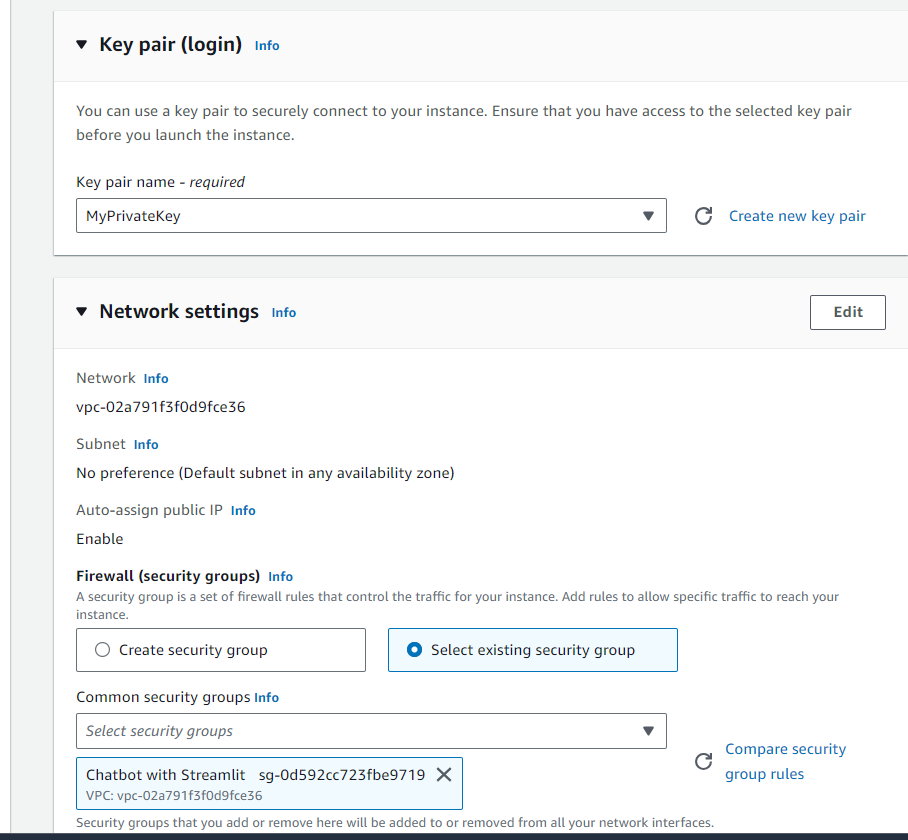 Key pair (login) Info
You can use a key pair to securely connect to your instance. Ensure that you have access to the selected key pair
before you launch the instance.
Key pair name - required
MyPrivateKey
Create new key pair
Network settings Info
Edit
Network Info
vpc-02a791f3f0d9fce36
Subnet Info
No preference (Default subnet in any availability zone)
Auto-assign public IP Info
Enable
Firewall (security groups) Info
A security group is a set of firewall rules that control the traffic for your instance. Add rules to allow specific traffic to reach your
instance.
Create security group
Select existing security group
Common security groups Info
Select security groups
Compare security
group rules
Chatbot with Streamlit sg-0d592cc723fbe9719
VPC: vpc-02a791f3f0d9fce36
Security groups that you add or remove here will be added to or removed from all your network interfaces.